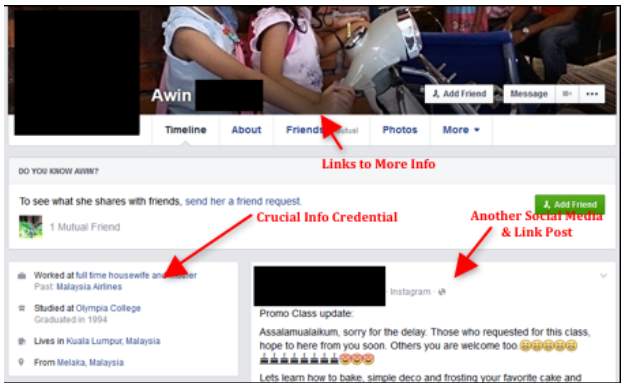 Awin
Add Friend Message
Timeline About Friends Mutual Photos More
Links to More Info
DO YOU KNOW AWIN?
To see what she shares with friends, send her a friend request.
Add Friend
1 Mutual Friend
Crucial Info Credential
Another Social Media
& Link Post
Worked at full time housewife and mother
Past: Malaysia Airlines
Studied at Olympia College
Graduated in 1994
Lives in Kuala Lumpur, Malaysia
From Melaka, Malaysia
Instagram ·
Promo Class update:
Assalamualaikum, sorry for the delay. Those who requested for this class,
hope to here from you soon. Others you are welcome too
Lets learn how to bake, simple deco and frosting your favorite cake and